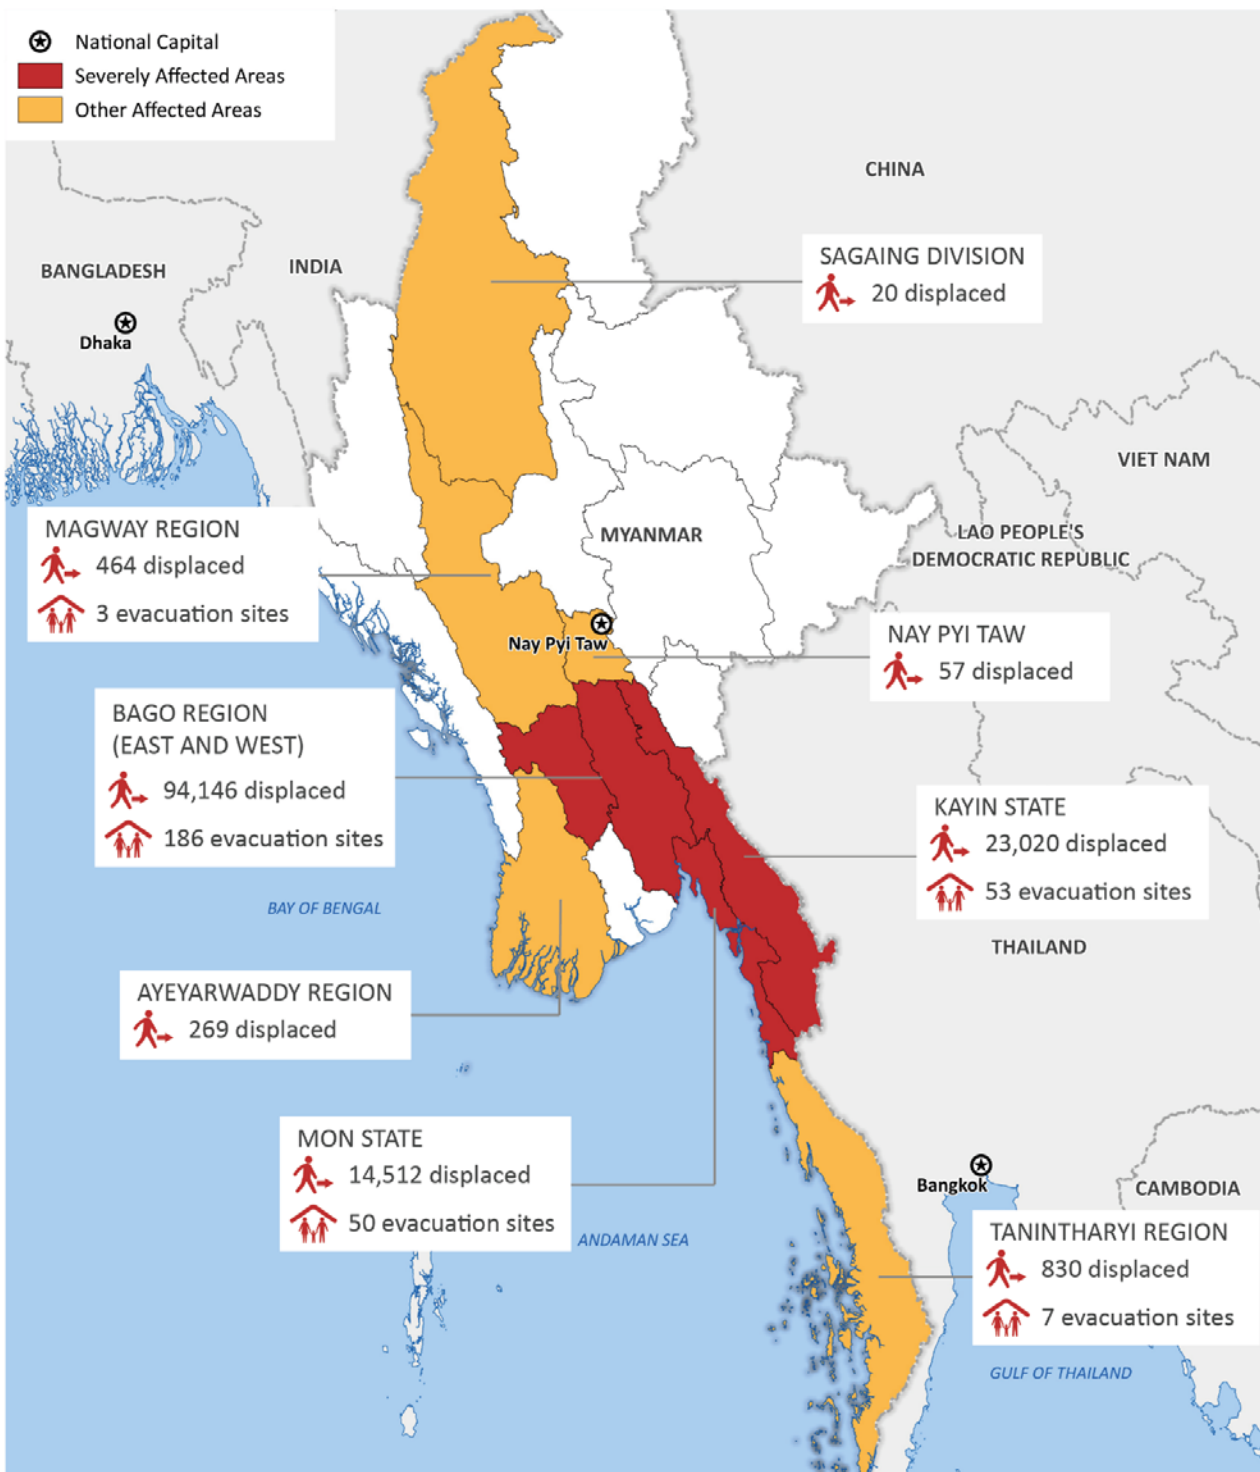 National Capital
Severely Affected Areas
Other Affected Areas
CHINA
SAGAING DIVISION
20 displaced
BANGLADESH
INDIA
Dhaka
VIET NAM
MAGWAY REGION
464 displaced
3 evacuation sites
MYANMAR
LAO PEOPLE'S
DEMOCRATIC REPUBLIC
Nay Pyi Taw
NAY PYI TAW
57 displaced
BAGO REGION
(EAST AND WEST)
94,146 displaced
186 evacuation sites
KAYIN STATE
23,020 displaced
53 evacuation sites
BAY OF BENGAL
THAILAND
AYEYARWADDY REGION
269 displaced
MON STATE
14,512 displaced
50 evacuation sites
Bangkok
CAMBODIA
ANDAMAN SEA
TANINTHARYI REGION
830 displaced
7 evacuation sites
GULF OF THAILAND